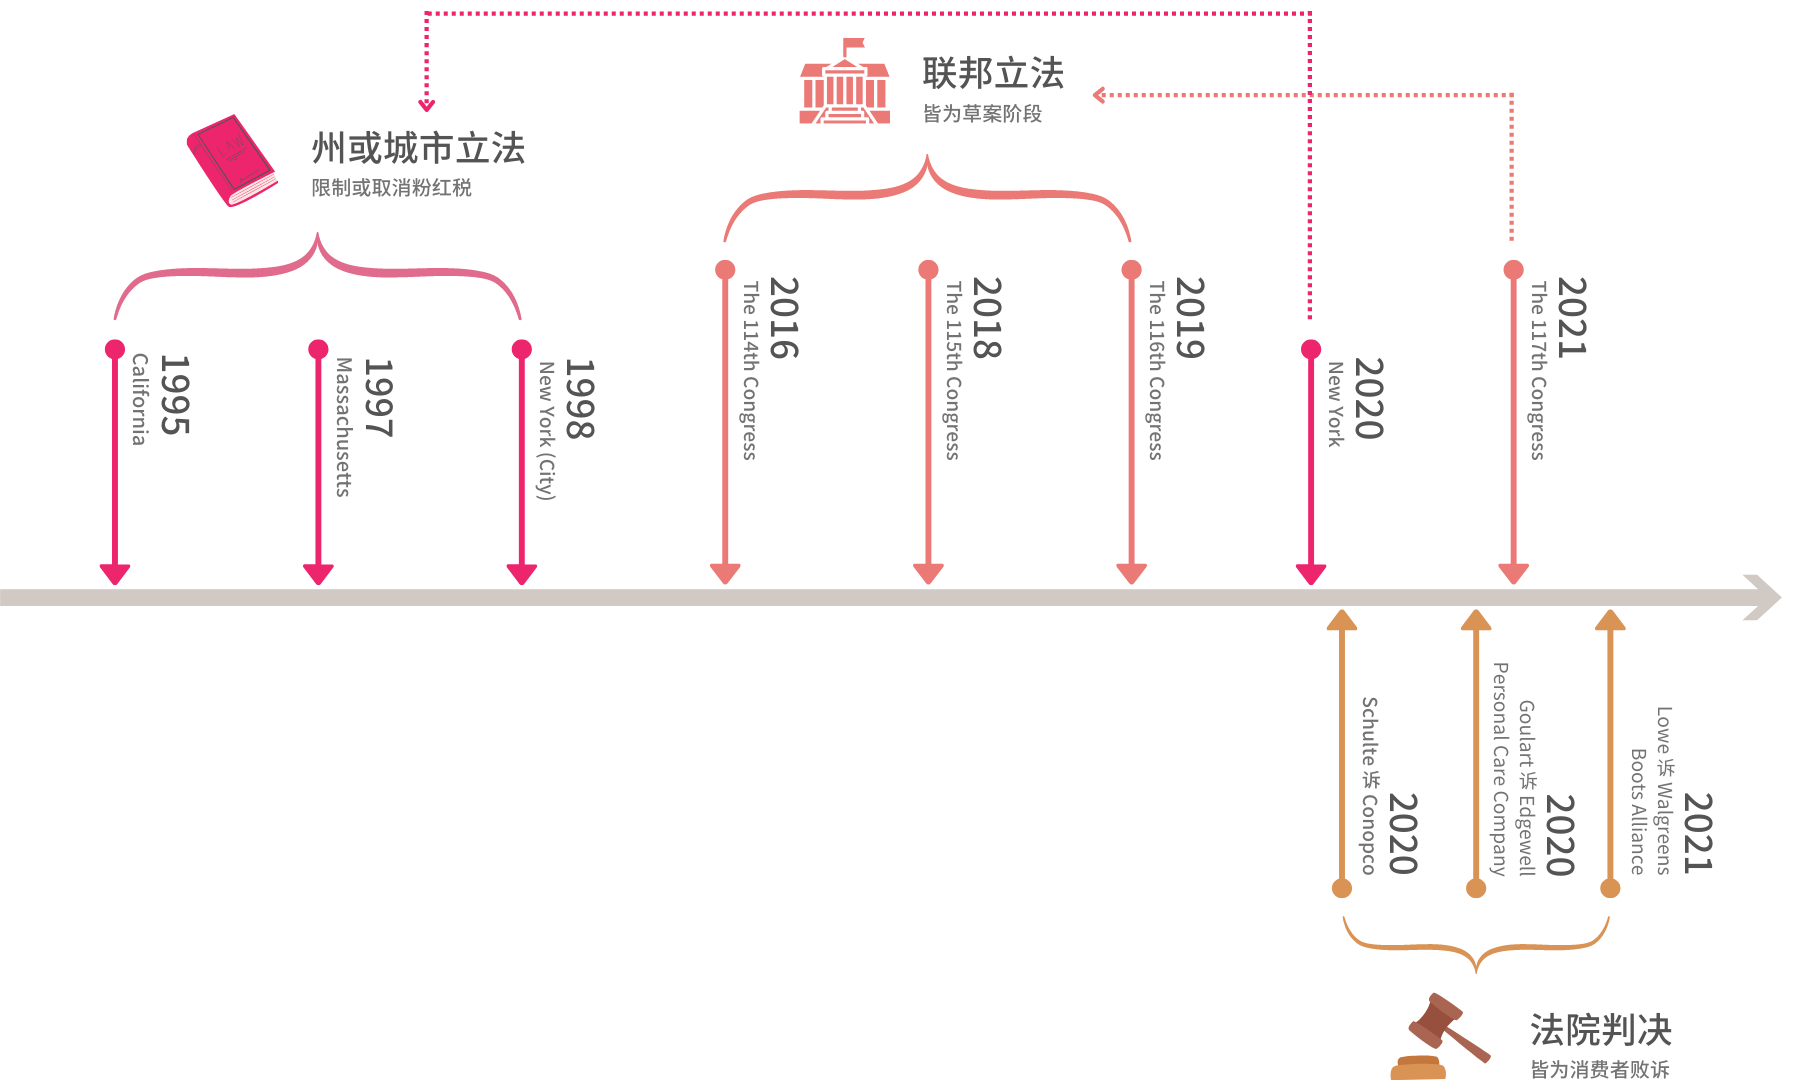 联邦立法
皆为草案阶段
州或城市立法
限制或取消粉红税
1995
California
1997
Massachusetts
1998
New York (City)
2016
The 114th Congress
2018
The 115th Congress
2019
The 116th Congress
2020
New York
2021
The 117th Congress
2020
Schulte 诉 Conopco
2020
Goulart 诉 Edgewell
Personal Care Company
2021
Lowe 诉 Walgreens
Boots Alliance
法院判决
皆为消费者败诉